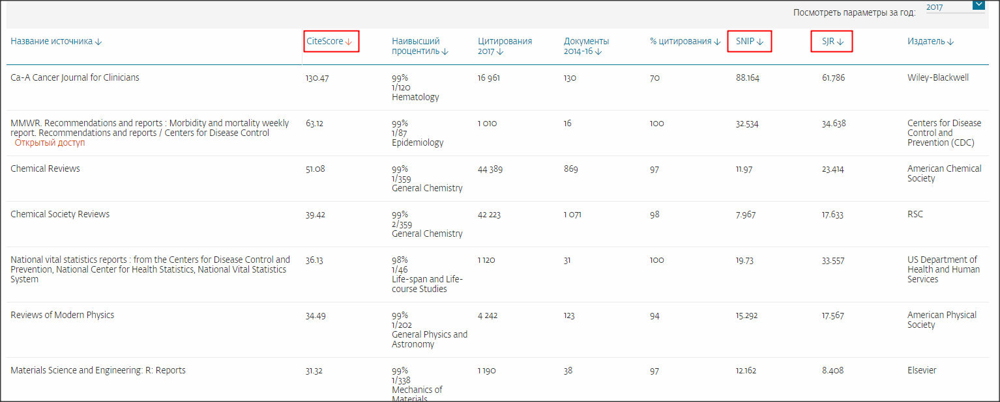 Посмотреть параметры за год: 2017
Название источника CiteScore Наивысший процентиль Цитирования 2017 Документы 2014-16 % цитирования SNIP SJR Издатель
Ca-A Cancer Journal for Clinicians 130.47 99% 16 961 130 70 88.164 61.786 Wiley-Blackwell
1/120
Hematology
MMWR. Recommendations and reports : Morbidity and mortality weekly 63.12 99% 1 010 16 100 32.534 34.638 Centers for Disease
report. Recommendations and reports / Centers for Disease Control 1/87 Control and
Открытый доступ Epidemiology Prevention (CDC)
Chemical Reviews 51.08 99% 44 389 869 97 11.97 23.414 American Chemical
1/359 Society
General Chemistry
Chemical Society Reviews 39.42 99% 42 223 1 071 98 7.967 17.633 RSC
2/359
General Chemistry
National vital statistics reports : from the Centers for Disease Control and 36.13 98% 1 120 31 100 19.73 33.557 US Department of
Prevention, National Center for Health Statistics, National Vital Statistics 1/46 Health and Human
System Life-span and Life- Services
course Studies
Reviews of Modern Physics 34.49 99% 4 242 123 94 15.292 17.567 American Physical
1/202 Society
General Physics and
Astronomy
Materials Science and Engineering: R: Reports 31.32 99% 1 190 38 97 12.162 8.408 Elsevier
1/338
Mechanics of
Materials